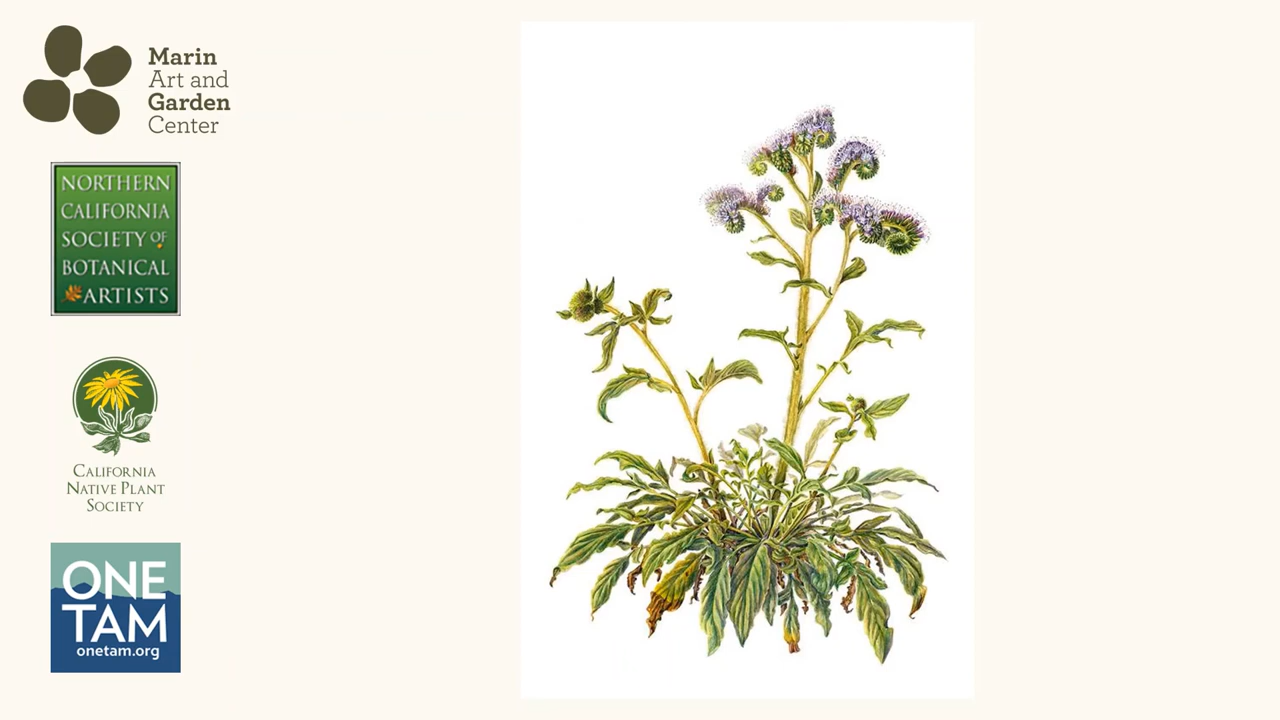 Marin
Art and
Garden
Center
NORTHERN
CALIFORNIA
SOCIETY OF
BOTANICAL
ARTISTS
CALIFORNIA
NATIVE PLANT
SOCIETY
ONE
TAM
onetam.org